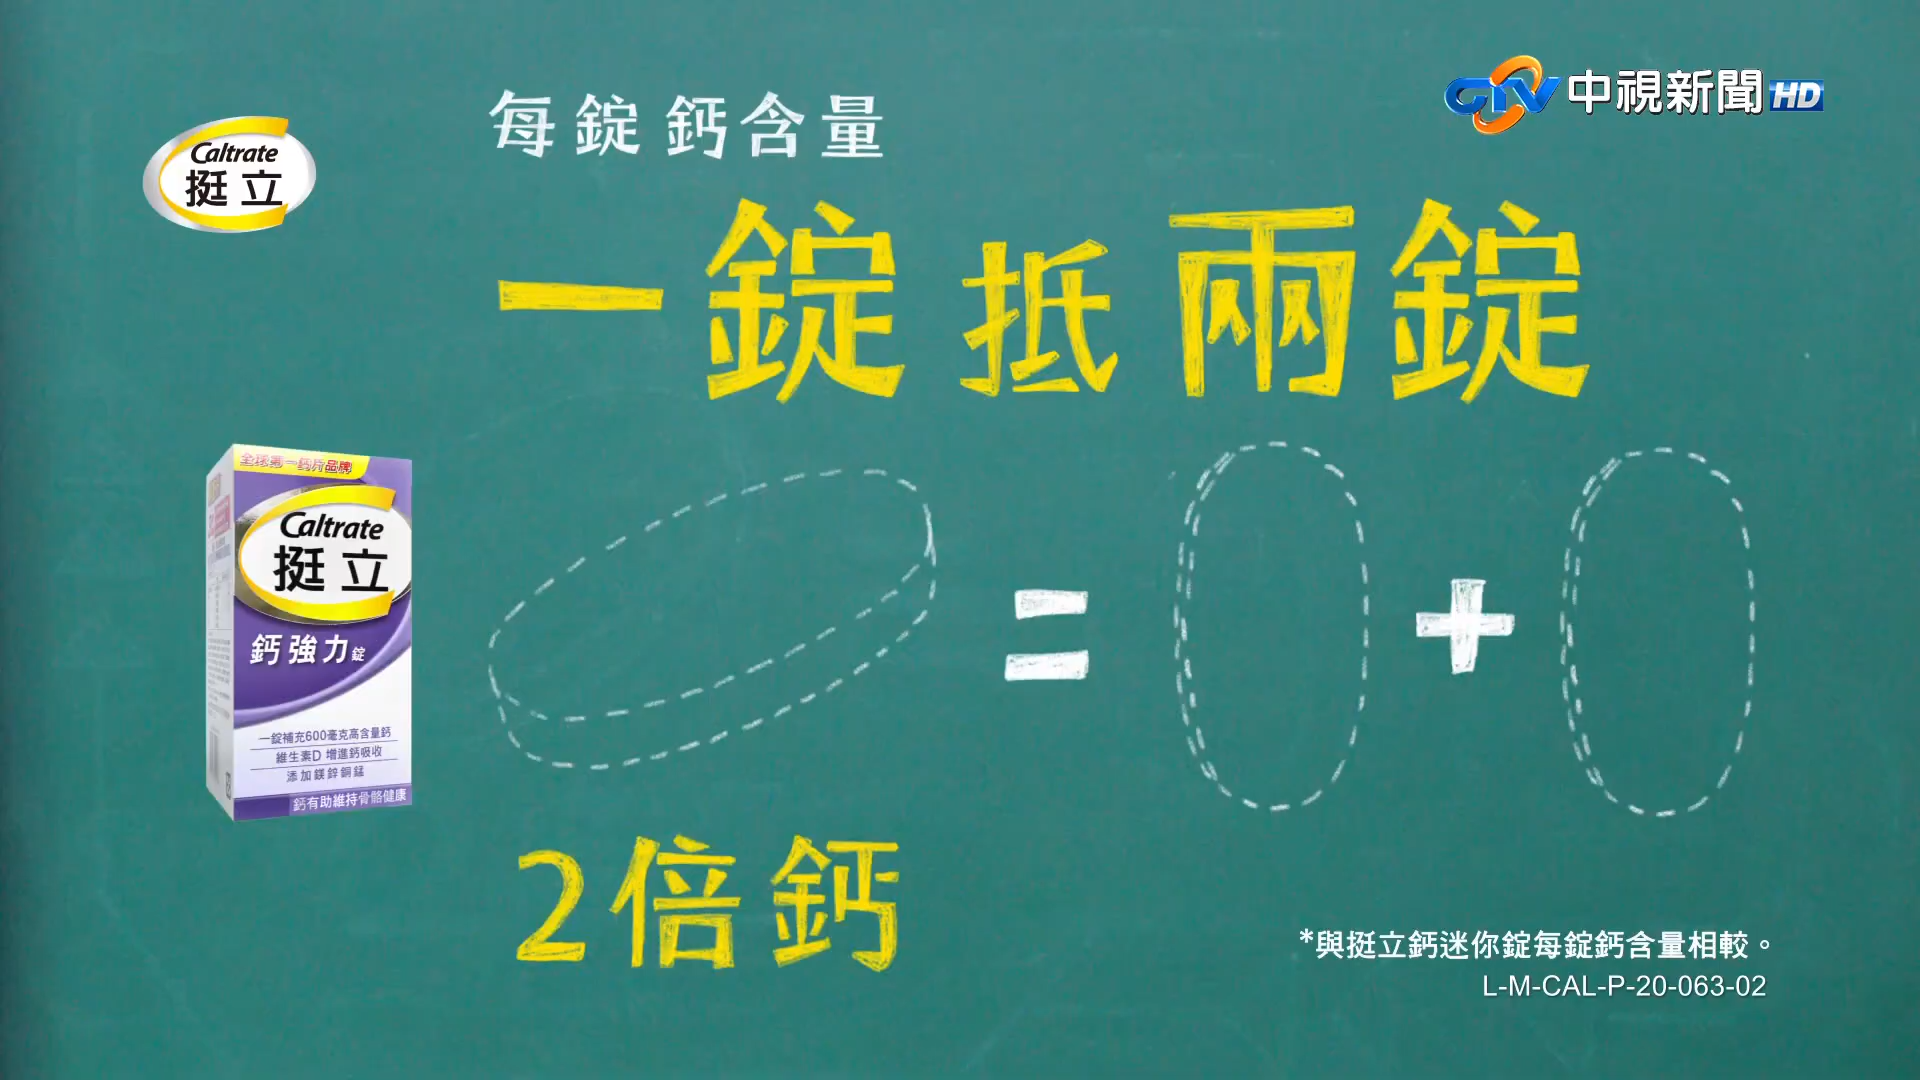 CTV 中視新聞 HD
每錠 鈣含量
Caltrate
挺立
一錠 抵 兩錠
全球第一鈣片品牌
Caltrate
挺立
鈣強力錠
一錠補充600毫克高含量鈣
維生素D 增進鈣吸收
添加鎂鋅銅錳
鈣有助維持骨骼健康
=
+
2倍鈣
*與挺立鈣迷你錠每錠鈣含量相較。
L-M-CAL-P-20-063-02